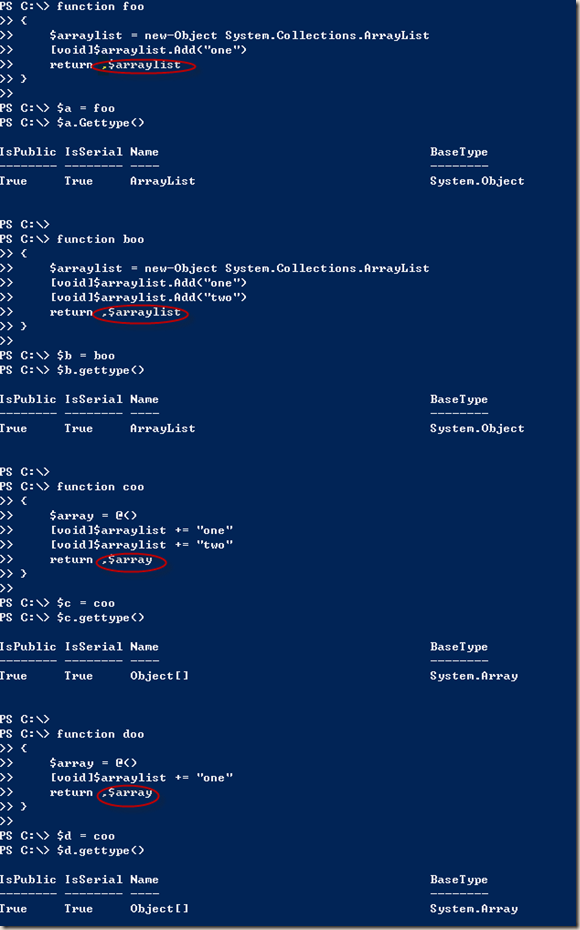 PS C:\> function foo
>> {
>>     $arraylist = new-Object System.Collections.ArrayList
>>     [void]$arraylist.Add("one")
>>     return ,$arraylist
>> }
>>
PS C:\> $a = foo
PS C:\> $a.Gettype()
IsPublic IsSerial Name                                     BaseType
-------- -------- ----                                     --------
True     True     ArrayList                                System.Object
PS C:\>
PS C:\> function boo
>> {
>>     $arraylist = new-Object System.Collections.ArrayList
>>     [void]$arraylist.Add("one")
>>     [void]$arraylist.Add("two")
>>     return ,$arraylist
>> }
>>
PS C:\> $b = boo
PS C:\> $b.gettype()
IsPublic IsSerial Name                                     BaseType
-------- -------- ----                                     --------
True     True     ArrayList                                System.Object
PS C:\>
PS C:\> function coo
>> {
>>     $array = @()
>>     [void]$arraylist += "one"
>>     [void]$arraylist += "two"
>>     return ,$array
>> }
>>
PS C:\> $c = coo
PS C:\> $c.gettype()
IsPublic IsSerial Name                                     BaseType
-------- -------- ----                                     --------
True     True     Object[]                                 System.Array
PS C:\>
PS C:\> function doo
>> {
>>     $array = @()
>>     [void]$arraylist += "one"
>>     return ,$array
>> }
>>
PS C:\> $d = coo
PS C:\> $d.gettype()
IsPublic IsSerial Name                                     BaseType
-------- -------- ----                                     --------
True     True     Object[]                                 System.Array